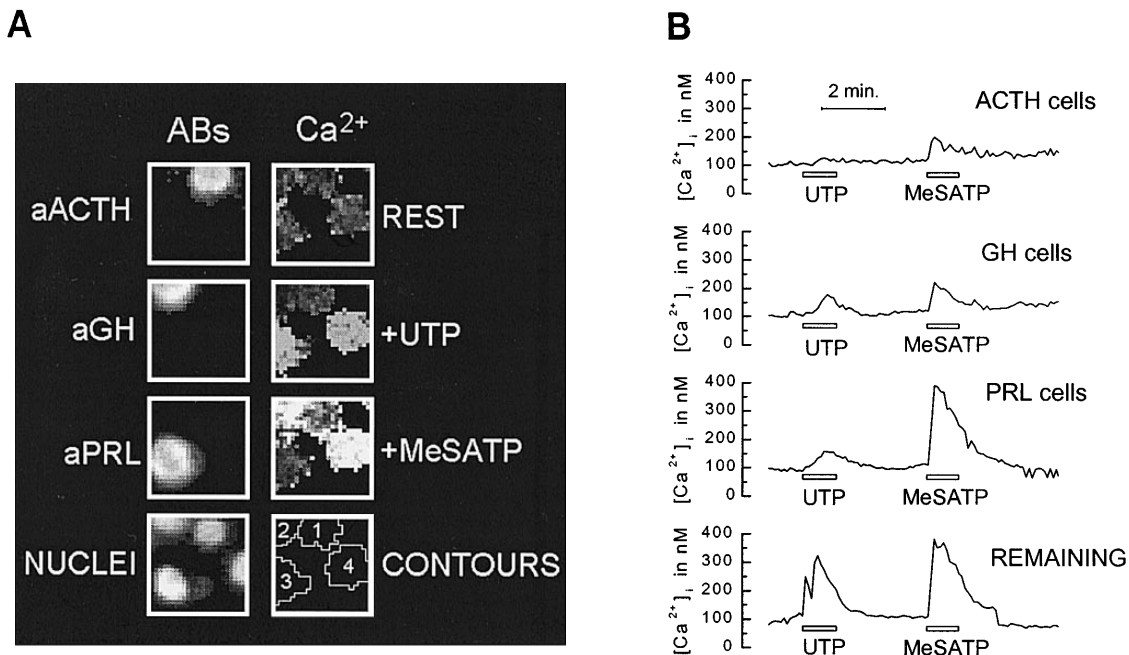 A
ABs Ca²⁺
aACTH REST
aGH +UTP
aPRL +MeSATP
NUCLEI CONTOURS
2 1
3 4
B
[Ca²⁺]ᵢ in nM
400
300
200
100
0
2 min.
ACTH cells
UTP MeSATP
[Ca²⁺]ᵢ in nM
400
300
200
100
0
GH cells
UTP MeSATP
[Ca²⁺]ᵢ in nM
400
300
200
100
0
PRL cells
UTP MeSATP
[Ca²⁺]ᵢ in nM
400
300
200
100
0
REMAINING
UTP MeSATP